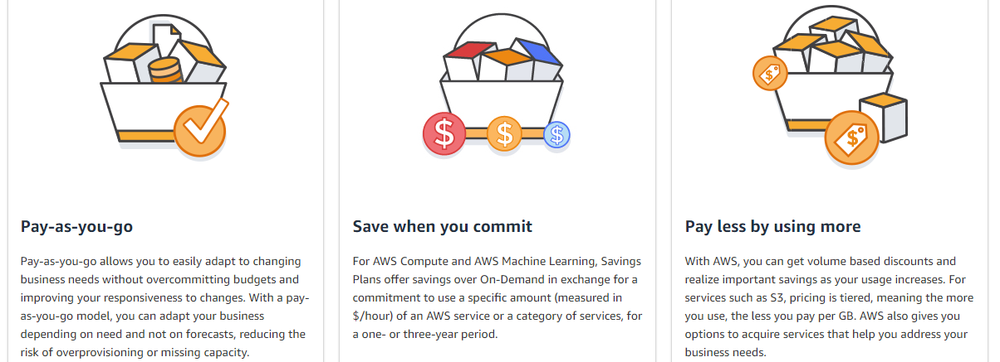 Pay-as-you-go
Pay-as-you-go allows you to easily adapt to changing
business needs without overcommitting budgets and
improving your responsiveness to changes. With a pay-
as-you-go model, you can adapt your business
depending on need and not on forecasts, reducing the
risk of overprovisioning or missing capacity.
$
$
$
Save when you commit
For AWS Compute and AWS Machine Learning, Savings
Plans offer savings over On-Demand in exchange for a
commitment to use a specific amount (measured in
$/hour) of an AWS service or a category of services, for
a one- or three-year period.
$
$
Pay less by using more
With AWS, you can get volume based discounts and
realize important savings as your usage increases. For
services such as S3, pricing is tiered, meaning the more
you use, the less you pay per GB. AWS also gives you
options to acquire services that help you address your
business needs.